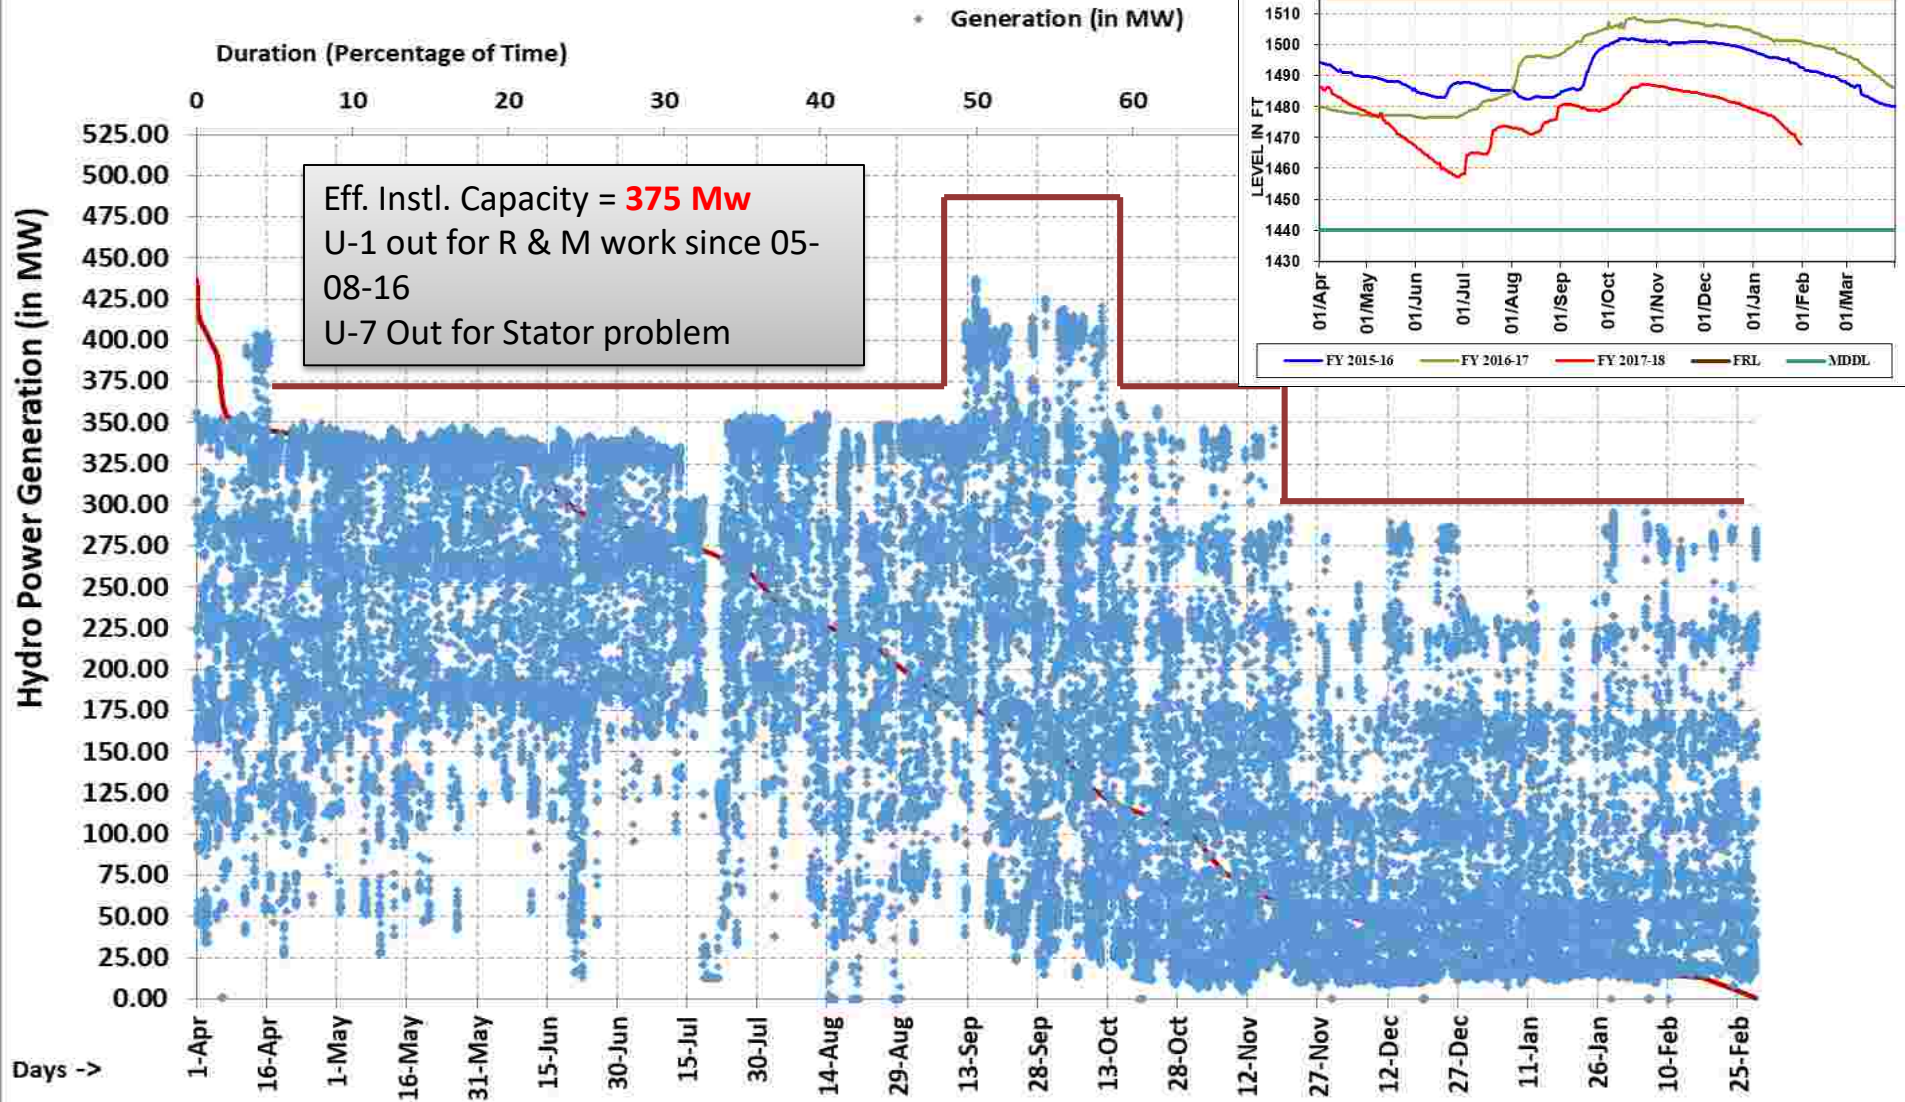 Generation (in MW)
Duration (Percentage of Time)
0 10 20 30 40 50 60
Hydro Power Generation (in MW)
525.00
500.00
475.00
450.00
425.00
400.00
375.00
350.00
325.00
300.00
275.00
250.00
225.00
200.00
175.00
150.00
125.00
100.00
75.00
50.00
25.00
0.00
Eff. Instl. Capacity = 375 Mw
U-1 out for R & M work since 05-
08-16
U-7 Out for Stator problem
Days ->
1-Apr 16-Apr 1-May 16-May 31-May 15-Jun 30-Jun 15-Jul 30-Jul 14-Aug 29-Aug 13-Sep 28-Sep 13-Oct 28-Oct 12-Nov 27-Nov 12-Dec 27-Dec 11-Jan 26-Jan 10-Feb 25-Feb
LEVEL IN FT
1510
1500
1490
1480
1470
1460
1450
1440
1430
01/Apr 01/May 01/Jun 01/Jul 01/Aug 01/Sep 01/Oct 01/Nov 01/Dec 01/Jan 01/Feb 01/Mar
FY 2015-16 FY 2016-17 FY 2017-18 FRL MDDL